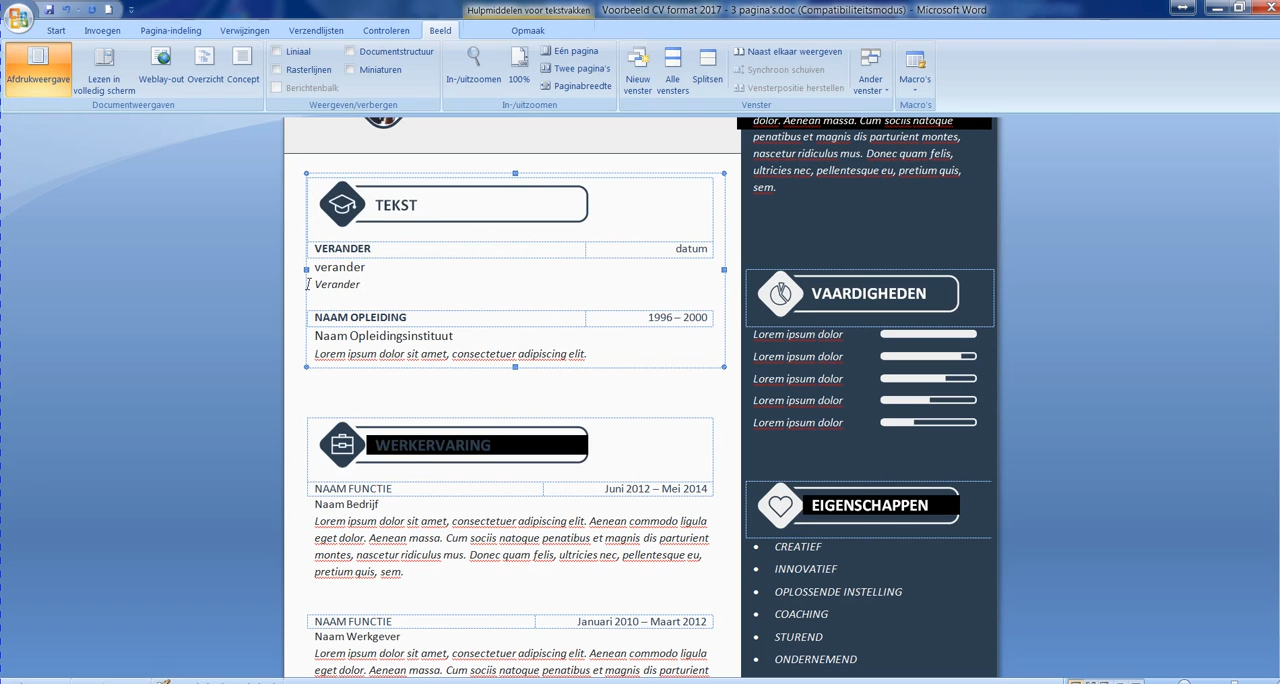 Hulpmiddelen voor tekstvakken
Voorbeeld CV format 2017 - 3 pagina's.doc (Compatibiliteitsmodus) - Microsoft Word
Start Invoegen Pagina-indeling Verwijzingen Verzendlijsten Controleren Beeld Opmaak
Afdrukweergave
Lezen in volledig scherm
Weblay-out
Overzicht
Concept
Documentweergaven
Liniaal
Rasterlijnen
Berichtenbalk
Documentstructuur
Miniaturen
Weergeven/verbergen
In-/uitzoomen
100%
Eén pagina
Twee pagina's
Paginabreedte
In-/uitzoomen
Nieuw venster
Alle vensters
Splitsen
Naast elkaar weergeven
Synchroon schuiven
Vensterpositie herstellen
Ander venster
Venster
Macro's
Macro's
TEKST
VERANDER datum
verander
Verander
NAAM OPLEIDING 1996 – 2000
Naam Opleidingsinstituut
Lorem ipsum dolor sit amet, consectetuer adipiscing elit.
WERKERVARING
NAAM FUNCTIE Juni 2012 – Mei 2014
Naam Bedrijf
Lorem ipsum dolor sit amet, consectetuer adipiscing elit. Aenean commodo ligula
eget dolor. Aenean massa. Cum sociis natoque penatibus et magnis dis parturient
montes, nascetur ridiculus mus. Donec quam felis, ultricies nec, pellentesque eu,
pretium quis, sem.
NAAM FUNCTIE Januari 2010 – Maart 2012
Naam Werkgever
Lorem ipsum dolor sit amet, consectetuer adipiscing elit. Aenean commodo ligula
eget dolor. Aenean massa. Cum sociis natoque penatibus et magnis dis parturient
dolor. Aenean massa. Cum sociis natoque
penatibus et magnis dis parturient montes,
nascetur ridiculus mus. Donec quam felis,
ultricies nec, pellentesque eu, pretium quis,
sem.
VAARDIGHEDEN
Lorem ipsum dolor
Lorem ipsum dolor
Lorem ipsum dolor
Lorem ipsum dolor
Lorem ipsum dolor
EIGENSCHAPPEN
• CREATIEF
• INNOVATIEF
• OPLOSSENDE INSTELLING
• COACHING
• STUREND
• ONDERNEMEND